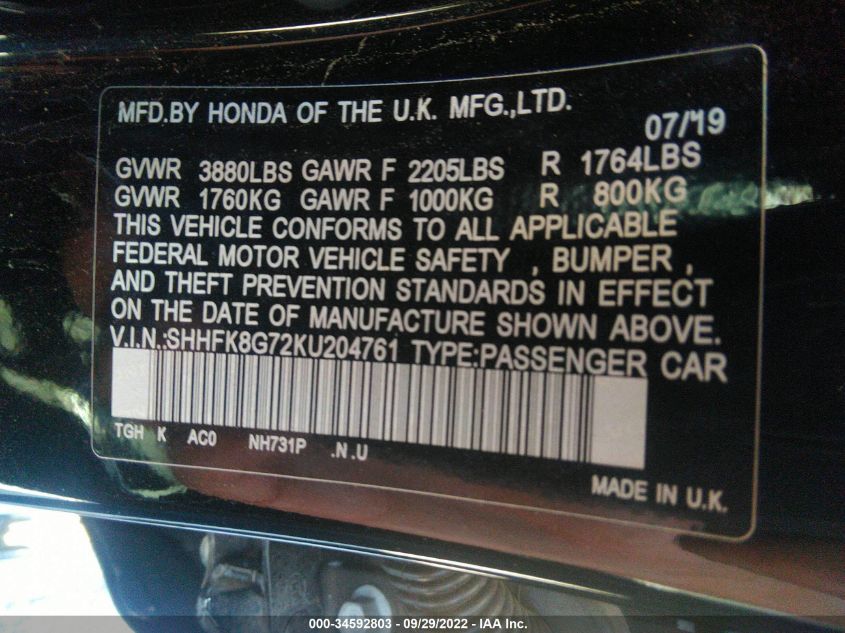 MFD.BY HONDA OF THE U.K. MFG.,LTD.
07/19
GVWR 3880LBS GAWR F 2205LBS R 1764LBS
GVWR 1760KG GAWR F 1000KG R 800KG
THIS VEHICLE CONFORMS TO ALL APPLICABLE
FEDERAL MOTOR VEHICLE SAFETY , BUMPER ,
AND THEFT PREVENTION STANDARDS IN EFFECT
ON THE DATE OF MANUFACTURE SHOWN ABOVE.
V.I.N.:SHHFK8G72KU204761 TYPE:PASSENGER CAR
TGH K AC0 NH731P .N.U
MADE IN U.K.
000-34592803 - 09/29/2022 - IAA Inc.